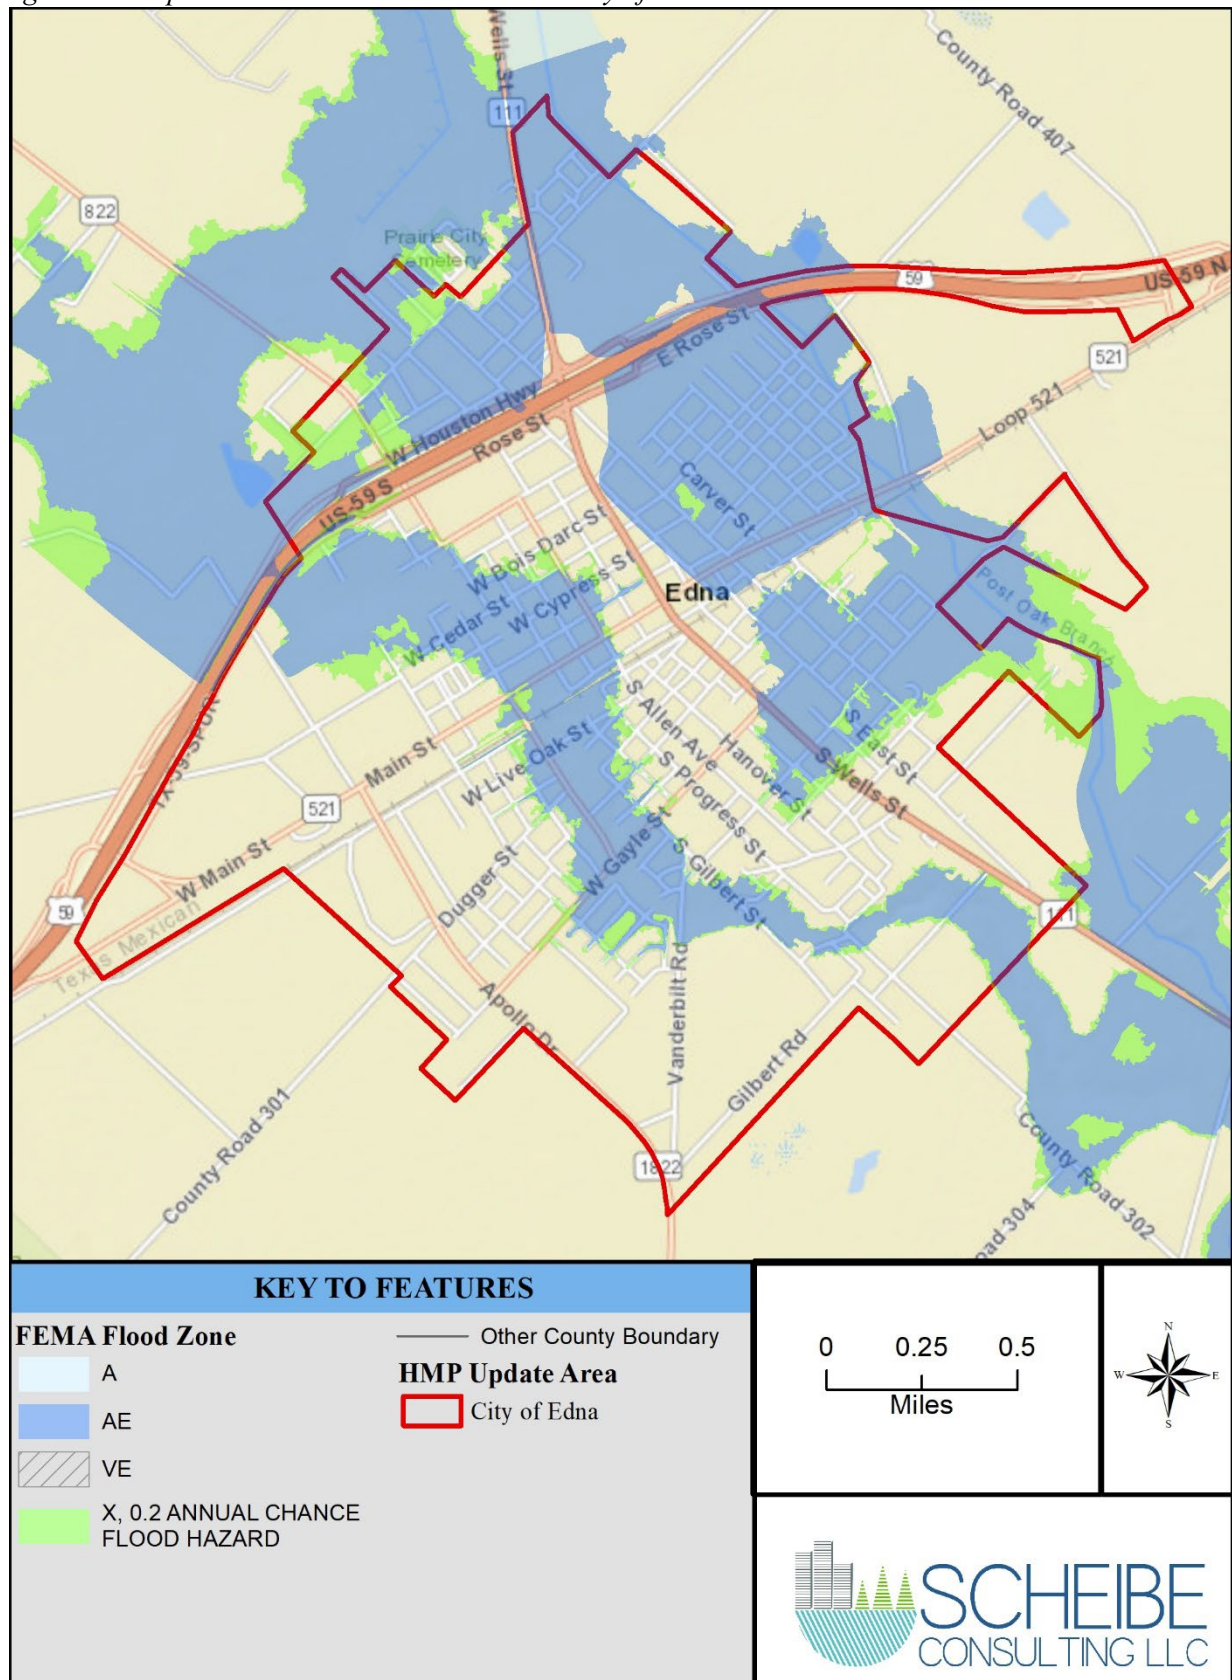 Wells St
111
County Road 407
822
Prairie City
Cemetery
59
US-59 N
E Rose St
521
Loop 521
W Houston Hwy
Rose St
US-59 S
Carver St
W Bois Darc St
Edna
W Cypress St
W Cedar St
Post Oak Branch
S Allen Ave
S East St
Hanover St
TX-59-SPUR
Main St
W Live Oak St
S Progress St
S Wells St
521
W Main St
W Gayle St
S Gilbert St
Dugger St
59
111
Texas Mexican
Apollo Dr
Vanderbilt Rd
Gilbert Rd
County Road 301
1822
County Road 302
oad 304
KEY TO FEATURES
FEMA Flood Zone
A
AE
VE
X, 0.2 ANNUAL CHANCE
FLOOD HAZARD
Other County Boundary
HMP Update Area
City of Edna
0 0.25 0.5
Miles
N
W E
S
SCHEIBE
CONSULTING LLC